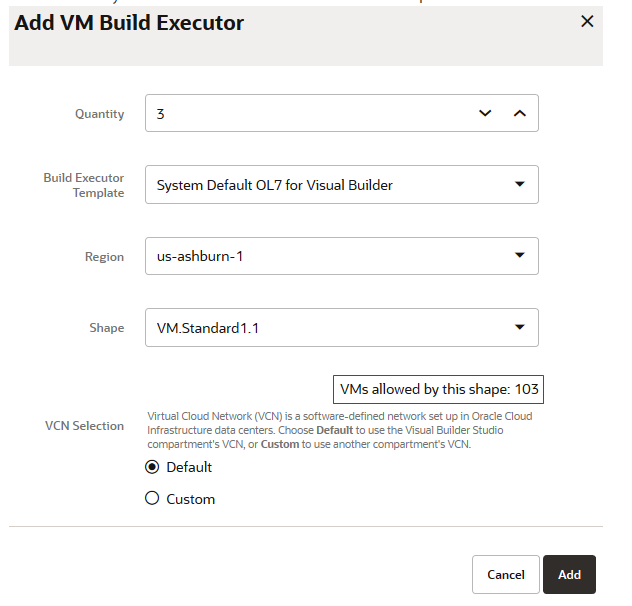 Add VM Build Executor
Quantity
3
Build Executor
Template
System Default OL7 for Visual Builder
Region
us-ashburn-1
Shape
VM.Standard1.1
VMs allowed by this shape: 103
VCN Selection
Virtual Cloud Network (VCN) is a software-defined network set up in Oracle Cloud
Infrastructure data centers. Choose Default to use the Visual Builder Studio
compartment's VCN, or Custom to use another compartment's VCN.
Default
Custom
Cancel
Add